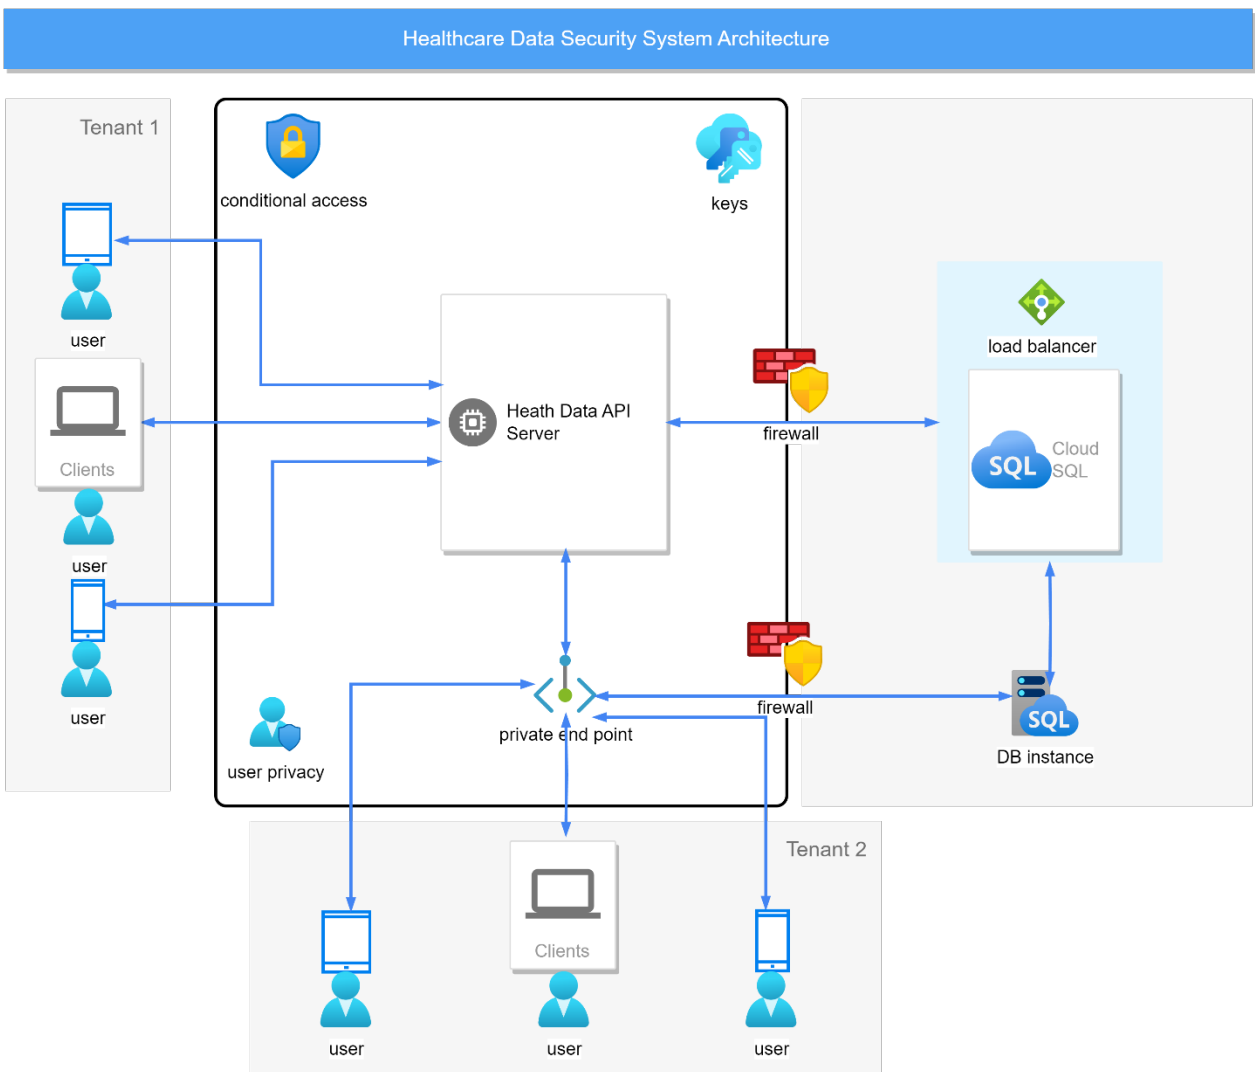 Healthcare Data Security System Architecture
Tenant 1
conditional access
keys
user
load balancer
Heath Data API
Server
firewall
Clients
SQL
Cloud
SQL
user
user
firewall
private end point
user privacy
SQL
DB instance
Tenant 2
Clients
user
user
user